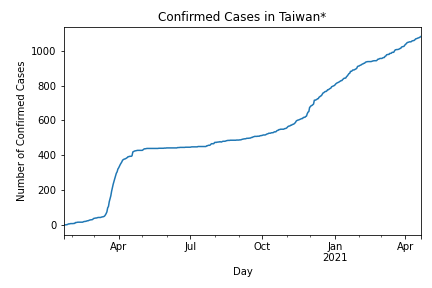 Confirmed Cases in Taiwan*
Number of Confirmed Cases
1000
800
600
400
200
0
Apr
Jul
Oct
Jan
2021
Apr
Day